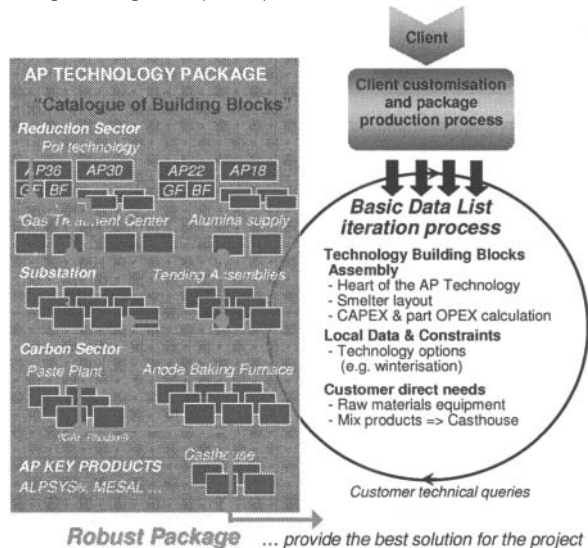 Client
Client customisation
and package
production process
AP TECHNOLOGY PACKAGE
"Catalogue of Building Blocks"
Reduction Sector
Pot technology
AP36 AP30 AP22 AP18
GF BF GF BF
Gas Treatment Center Alumina supply
Substation Tending Assemblies
Carbon Sector
Paste Plant Anode Baking Furnace
Casthouse
AP KEY PRODUCTS
ALPSYS®, MESAL ...
Basic Data List
iteration process
Technology Building Blocks
Assembly
- Heart of the AP Technology
- Smelter layout
- CAPEX & part OPEX calculation
Local Data & Constraints
- Technology options
(e.g. winterisation)
Customer direct needs
- Raw materials equipment
- Mix products => Casthouse
Customer technical queries
Robust Package ... provide the best solution for the project